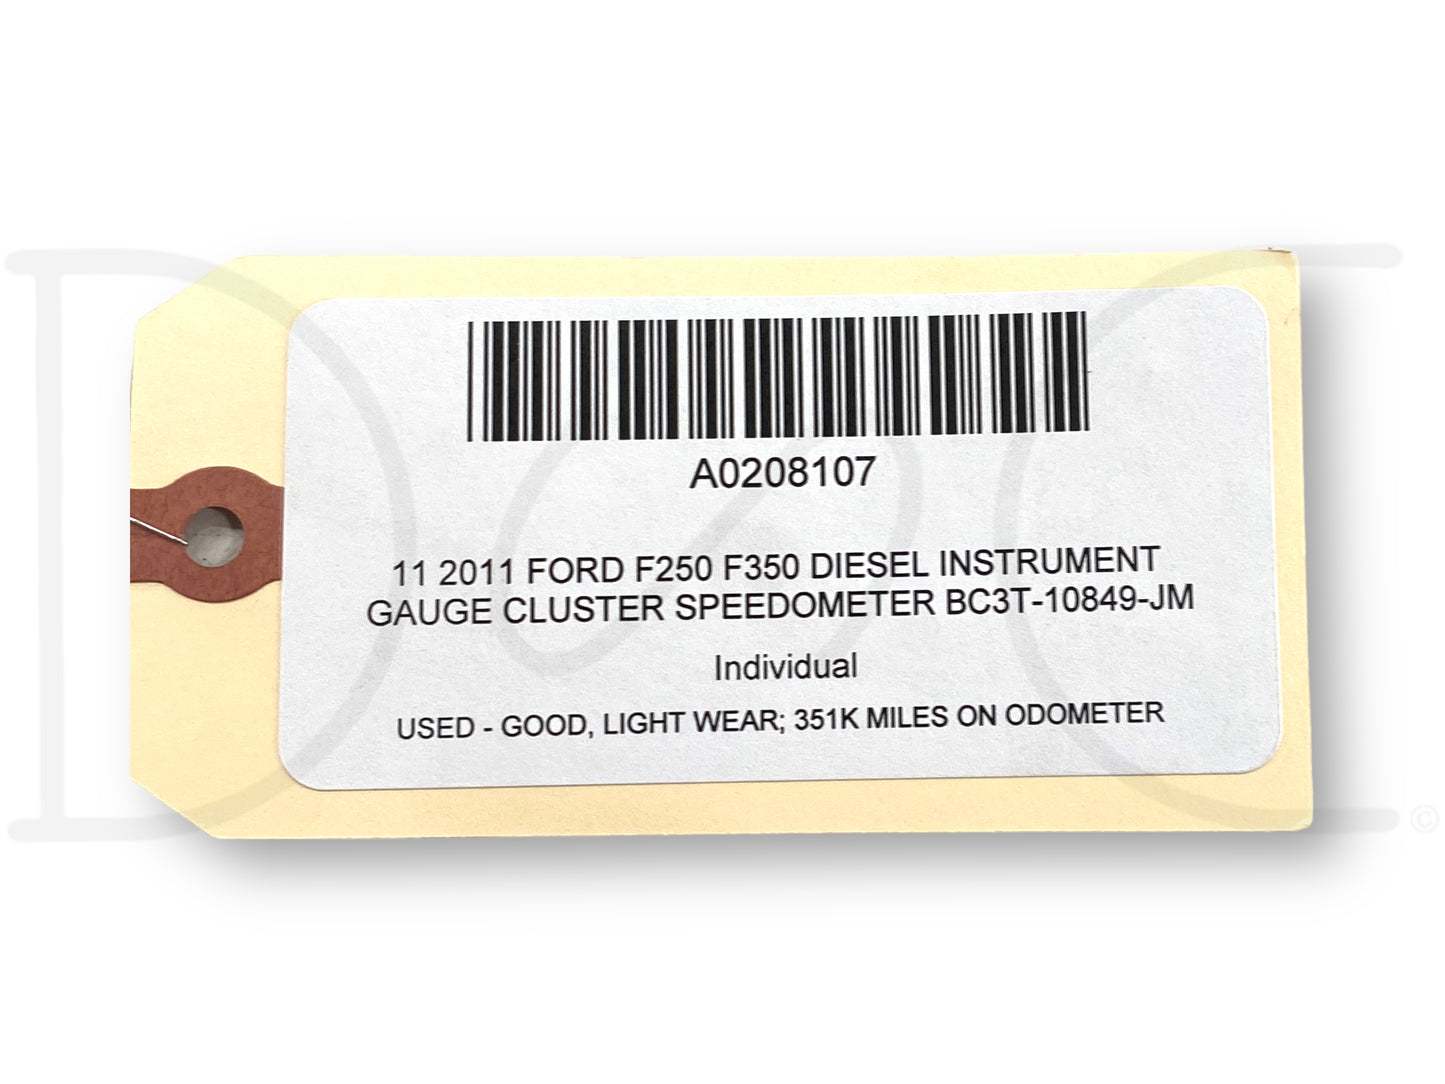 A0208107
11 2011 FORD F250 F350 DIESEL INSTRUMENT
GAUGE CLUSTER SPEEDOMETER BC3T-10849-JM
Individual
USED - GOOD, LIGHT WEAR; 351K MILES ON ODOMETER
D&C
©